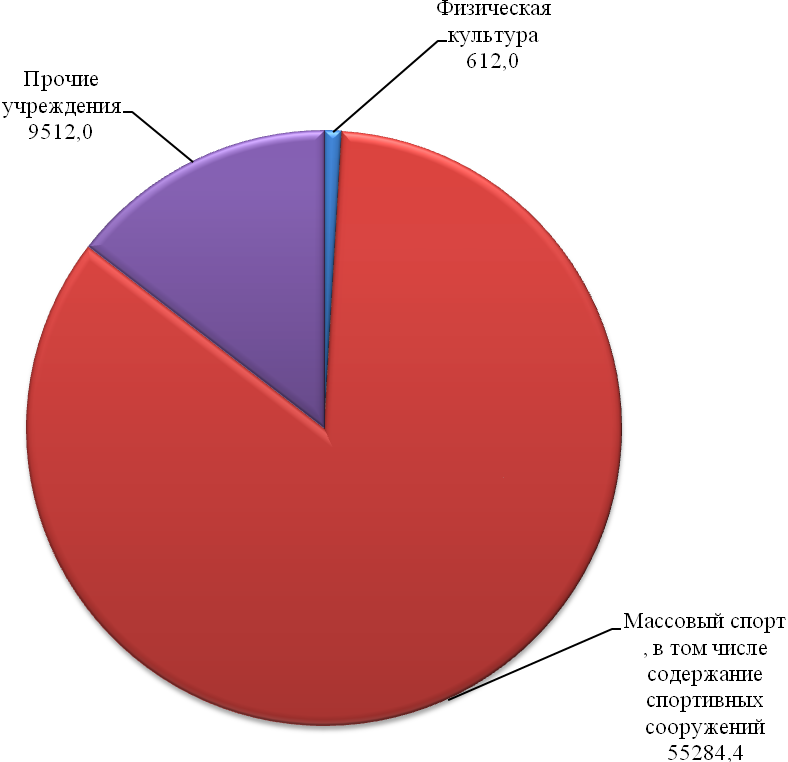 Физическая
культура
612,0
Прочие
учреждения
9512,0
Массовый спорт
, в том числе
содержание
спортивных
сооружений
55284,4